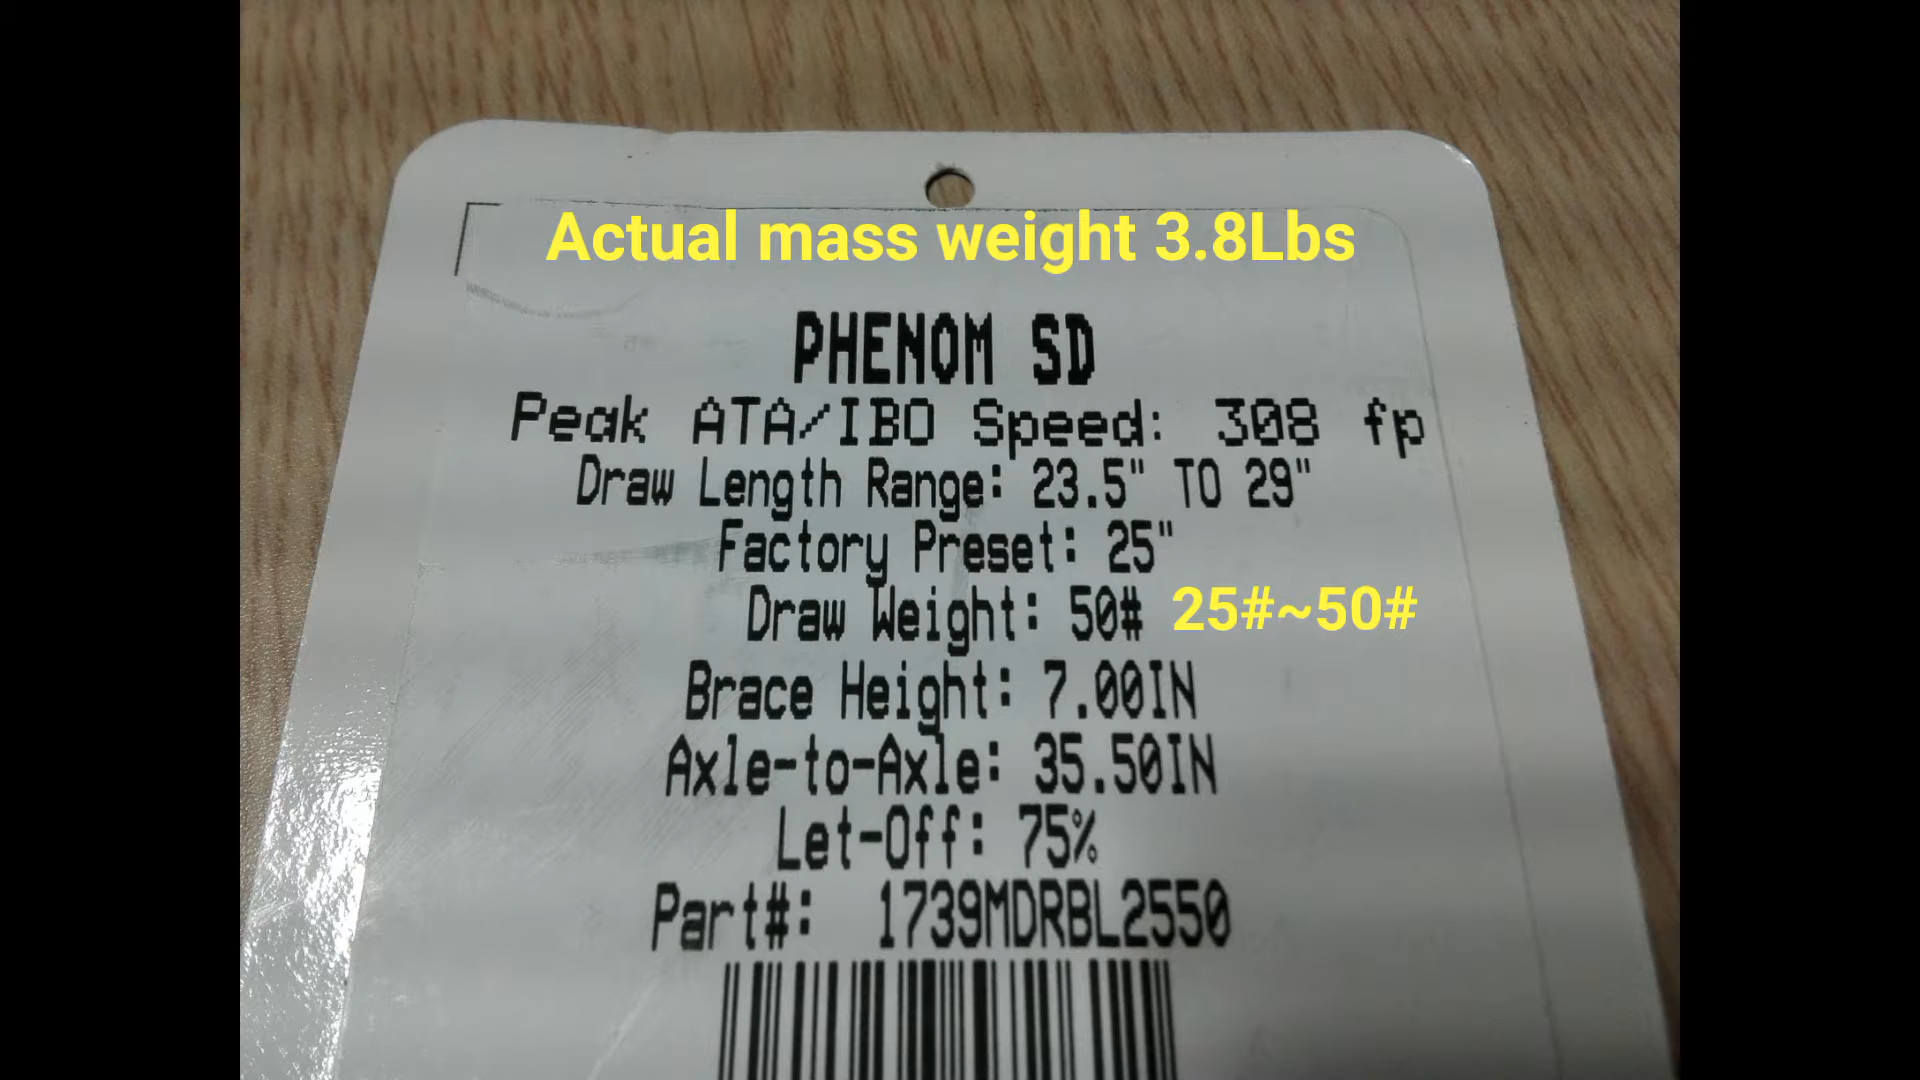 Actual mass weight 3.8Lbs
PHENOM SD
Peak ATA/IBO Speed: 308 fp
Draw Length Range: 23.5" TO 29"
Factory Preset: 25"
Draw Weight: 50# 25#~50#
Brace Height: 7.00IN
Axle-to-Axle: 35.50IN
Let-Off: 75%
Part#: 1739MDRBL2550